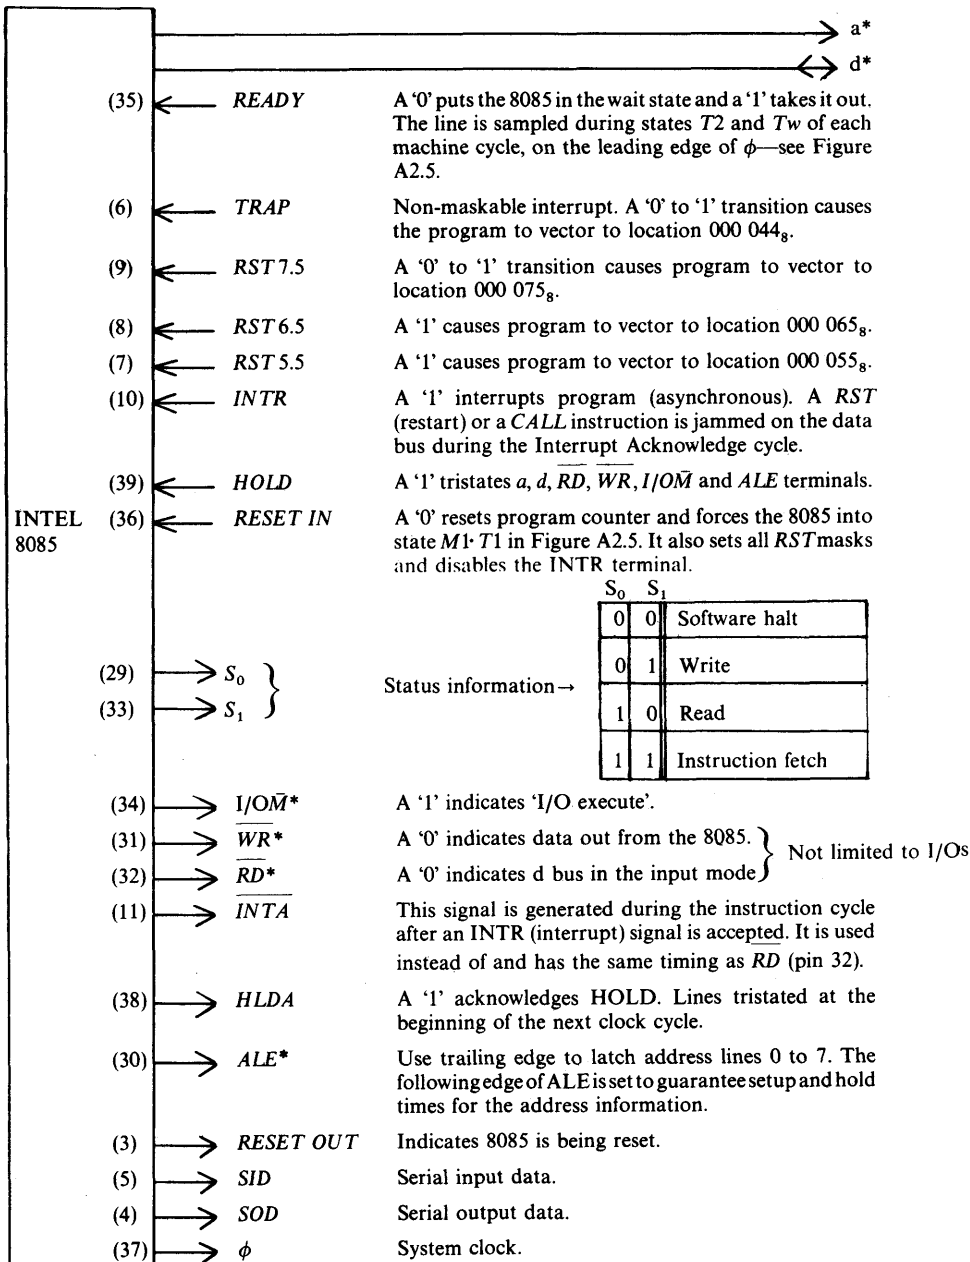 a*
d*
(35) READY A ‘0’ puts the 8085 in the wait state and a ‘1’ takes it out.
The line is sampled during states T2 and Tw of each
machine cycle, on the leading edge of ϕ—see Figure
A2.5.
(6) TRAP Non-maskable interrupt. A ‘0’ to ‘1’ transition causes
the program to vector to location 000 044₈.
(9) RST 7.5 A ‘0’ to ‘1’ transition causes program to vector to
location 000 075₈.
(8) RST 6.5 A ‘1’ causes program to vector to location 000 065₈.
(7) RST 5.5 A ‘1’ causes program to vector to location 000 055₈.
(10) INTR A ‘1’ interrupts program (asynchronous). A RST
(restart) or a CALL instruction is jammed on the data
bus during the Interrupt Acknowledge cycle.
(39) HOLD A ‘1’ tristates a, d, R̅D̅, W̅R̅, I/OM̄ and ALE terminals.
INTEL 8085
(36) RESET IN A ‘0’ resets program counter and forces the 8085 into
state M1· T1 in Figure A2.5. It also sets all RST masks
and disables the INTR terminal.
S₀ S₁
0 0 Software halt
0 1 Write
(29) S₀
Status information→
1 0 Read
(33) S₁
1 1 Instruction fetch
(34) I/OM̄* A ‘1’ indicates ‘I/O execute’.
(31) W̅R̅* A ‘0’ indicates data out from the 8085.
Not limited to I/Os
(32) R̅D̅* A ‘0’ indicates d bus in the input mode
(11) I̅N̅T̅A̅ This signal is generated during the instruction cycle
after an INTR (interrupt) signal is accepted. It is used
instead of and has the same timing as R̅D̅ (pin 32).
(38) HLDA A ‘1’ acknowledges HOLD. Lines tristated at the
beginning of the next clock cycle.
(30) ALE* Use trailing edge to latch address lines 0 to 7. The
following edge of ALE is set to guarantee setup and hold
times for the address information.
(3) RESET OUT Indicates 8085 is being reset.
(5) SID Serial input data.
(4) SOD Serial output data.
(37) ϕ System clock.